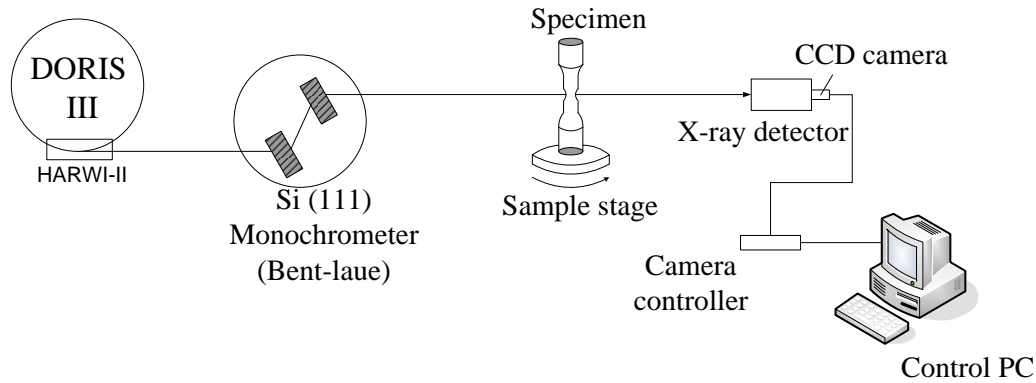 DORIS
III
HARWI-II
Si (111)
Monochrometer
(Bent-laue)
Specimen
Sample stage
CCD camera
X-ray detector
Camera
controller
Control PC